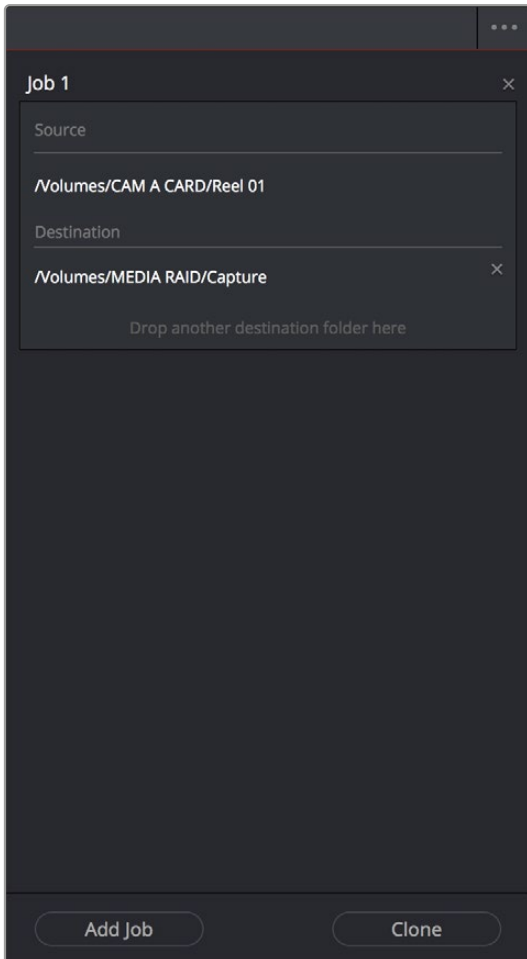 Job 1
Source
/Volumes/CAM A CARD/Reel 01
Destination
/Volumes/MEDIA RAID/Capture
Drop another destination folder here
Add Job
Clone